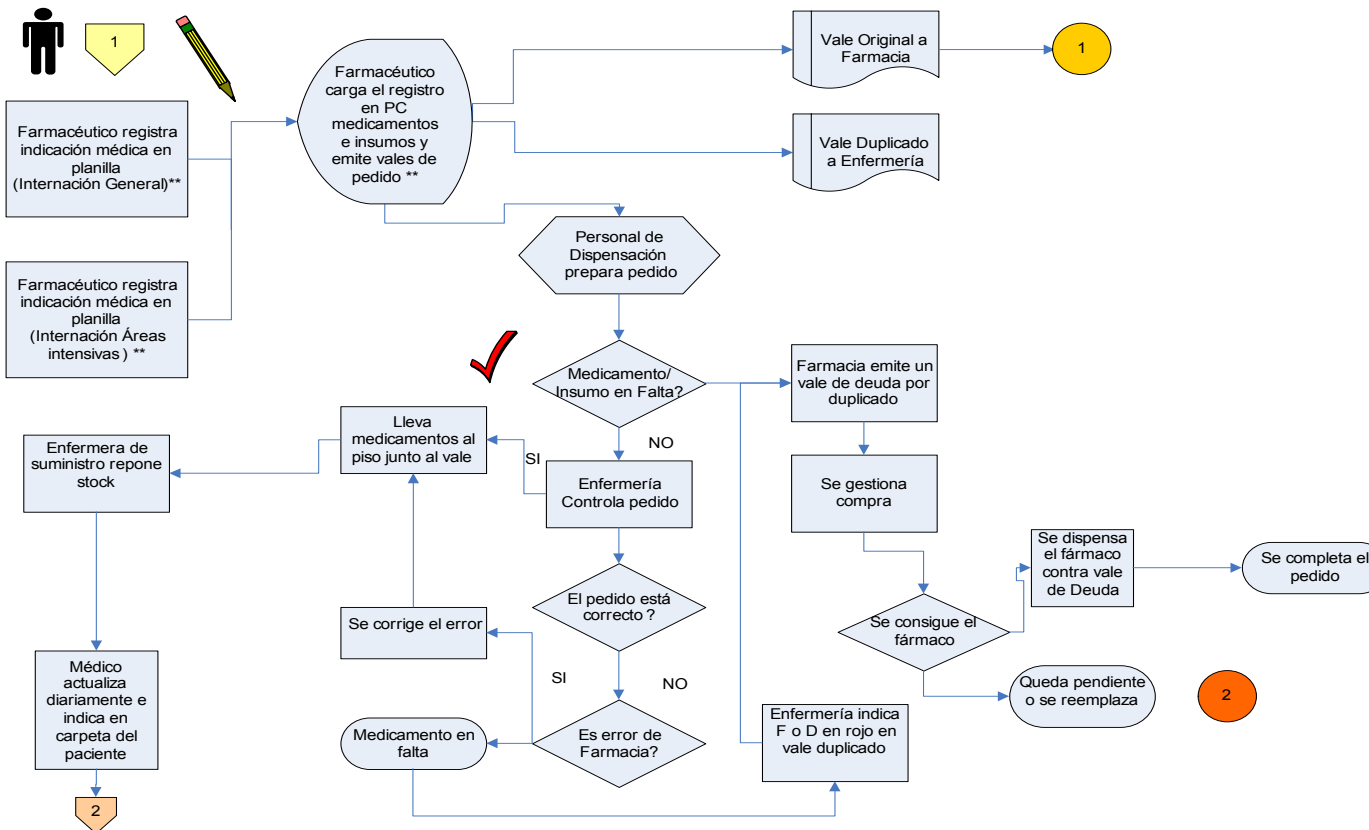 1
Farmacéutico registra
indicación médica en
planilla
(Internación General)**
Farmacéutico registra
indicación médica en
planilla
(Internación Áreas
intensivas) **
Farmacéutico
carga el registro
en PC
medicamentos
e insumos y
emite vales de
pedido **
Vale Original a
Farmacia
1
Vale Duplicado
a Enfermería
Personal de
Dispensación
prepara pedido
Medicamento/
Insumo en Falta?
NO
Farmacia emite un
vale de deuda por
duplicado
Lleva
medicamentos al
piso junto al vale
SI
Enfermería
Controla pedido
Enfermera de
suministro repone
stock
Se gestiona
compra
Se dispensa
el fármaco
contra vale
de Deuda
Se completa el
pedido
El pedido está
correcto ?
Se consigue el
fármaco
Se corrige el error
SI
NO
Médico
actualiza
diariamente e
indica en
carpeta del
paciente
Queda pendiente
o se reemplaza
2
Es error de
Farmacia?
Medicamento en
falta
Enfermería indica
F o D en rojo en
vale duplicado
2